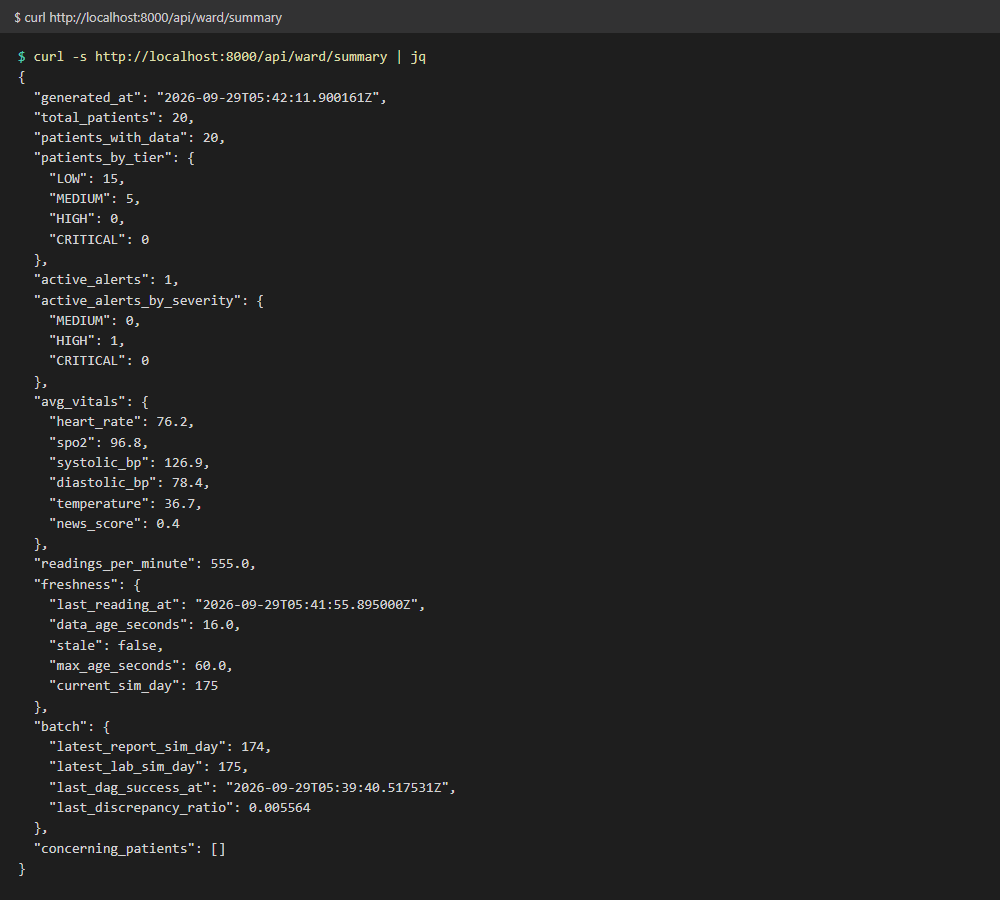 $ curl http://localhost:8000/api/ward/summary
$ curl -s http://localhost:8000/api/ward/summary | jq
{
  "generated_at": "2026-09-29T05:42:11.900161Z",
  "total_patients": 20,
  "patients_with_data": 20,
  "patients_by_tier": {
    "LOW": 15,
    "MEDIUM": 5,
    "HIGH": 0,
    "CRITICAL": 0
  },
  "active_alerts": 1,
  "active_alerts_by_severity": {
    "MEDIUM": 0,
    "HIGH": 1,
    "CRITICAL": 0
  },
  "avg_vitals": {
    "heart_rate": 76.2,
    "spo2": 96.8,
    "systolic_bp": 126.9,
    "diastolic_bp": 78.4,
    "temperature": 36.7,
    "news_score": 0.4
  },
  "readings_per_minute": 555.0,
  "freshness": {
    "last_reading_at": "2026-09-29T05:41:55.895000Z",
    "data_age_seconds": 16.0,
    "stale": false,
    "max_age_seconds": 60.0,
    "current_sim_day": 175
  },
  "batch": {
    "latest_report_sim_day": 174,
    "latest_lab_sim_day": 175,
    "last_dag_success_at": "2026-09-29T05:39:40.517531Z",
    "last_discrepancy_ratio": 0.005564
  },
  "concerning_patients": []
}